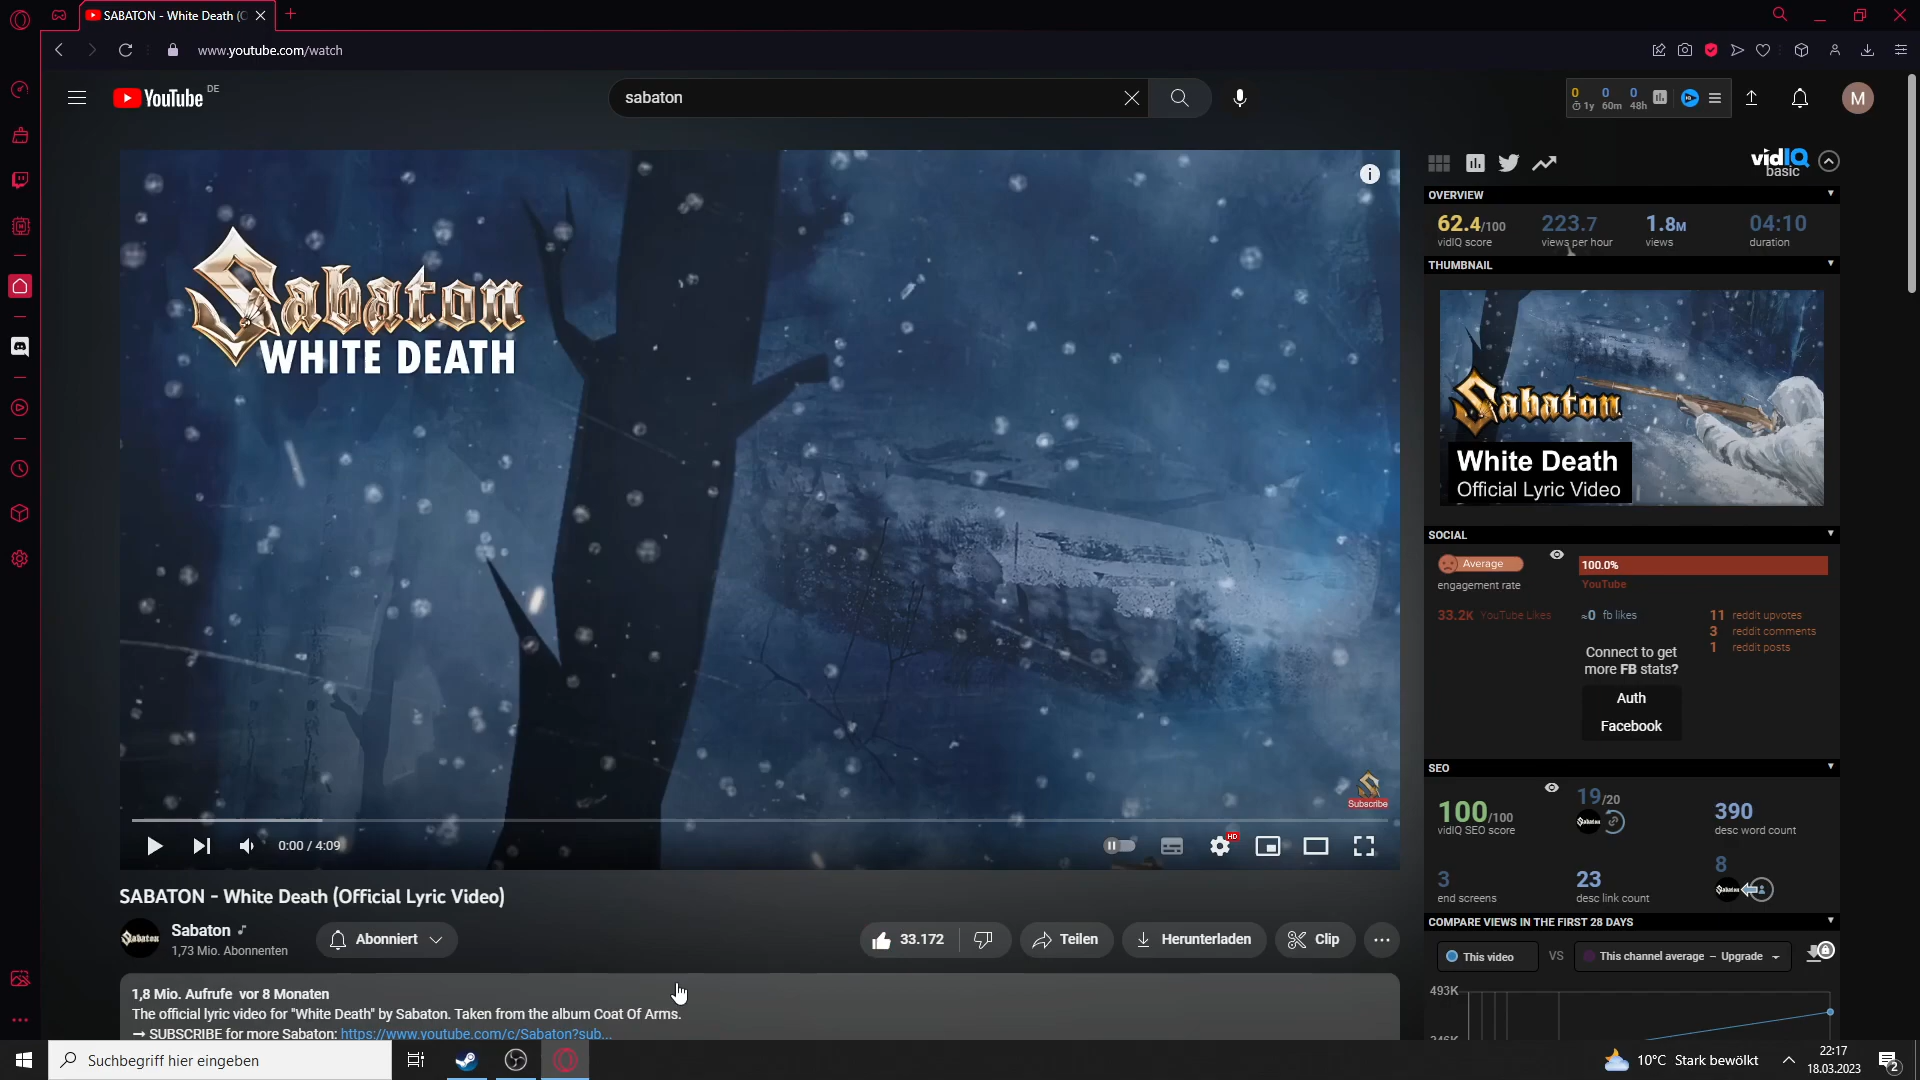 SABATON - White Death (O
www.youtube.com/watch
YouTube DE
sabaton
0 0 0
1y 60m 48h
M
Sabaton
WHITE DEATH
Subscribe
0:00 / 4:09
HD
SABATON - White Death (Official Lyric Video)
Sabaton
1,73 Mio. Abonnenten
Abonniert
33.172
Teilen
Herunterladen
Clip
1,8 Mio. Aufrufe vor 8 Monaten
The official lyric video for "White Death" by Sabaton. Taken from the album Coat Of Arms.
→ SUBSCRIBE for more Sabaton: https://www.youtube.com/c/Sabaton?sub...
vidIQ
basic
OVERVIEW
62.4/100 223.7 1.8M 04:10
vidIQ score views per hour views duration
THUMBNAIL
Sabaton
White Death
Official Lyric Video
SOCIAL
Average
engagement rate
100.0%
YouTube
33.2K YouTube Likes
≈0 fb likes
11 reddit upvotes
3 reddit comments
1 reddit posts
Connect to get
more FB stats?
Auth
Facebook
SEO
100/100
vidIQ SEO score
19/20
390
desc word count
3
end screens
23
desc link count
8
COMPARE VIEWS IN THE FIRST 28 DAYS
This video
VS
This channel average – Upgrade
493K
246K
Suchbegriff hier eingeben
10°C Stark bewölkt
22:17
18.03.2023
2